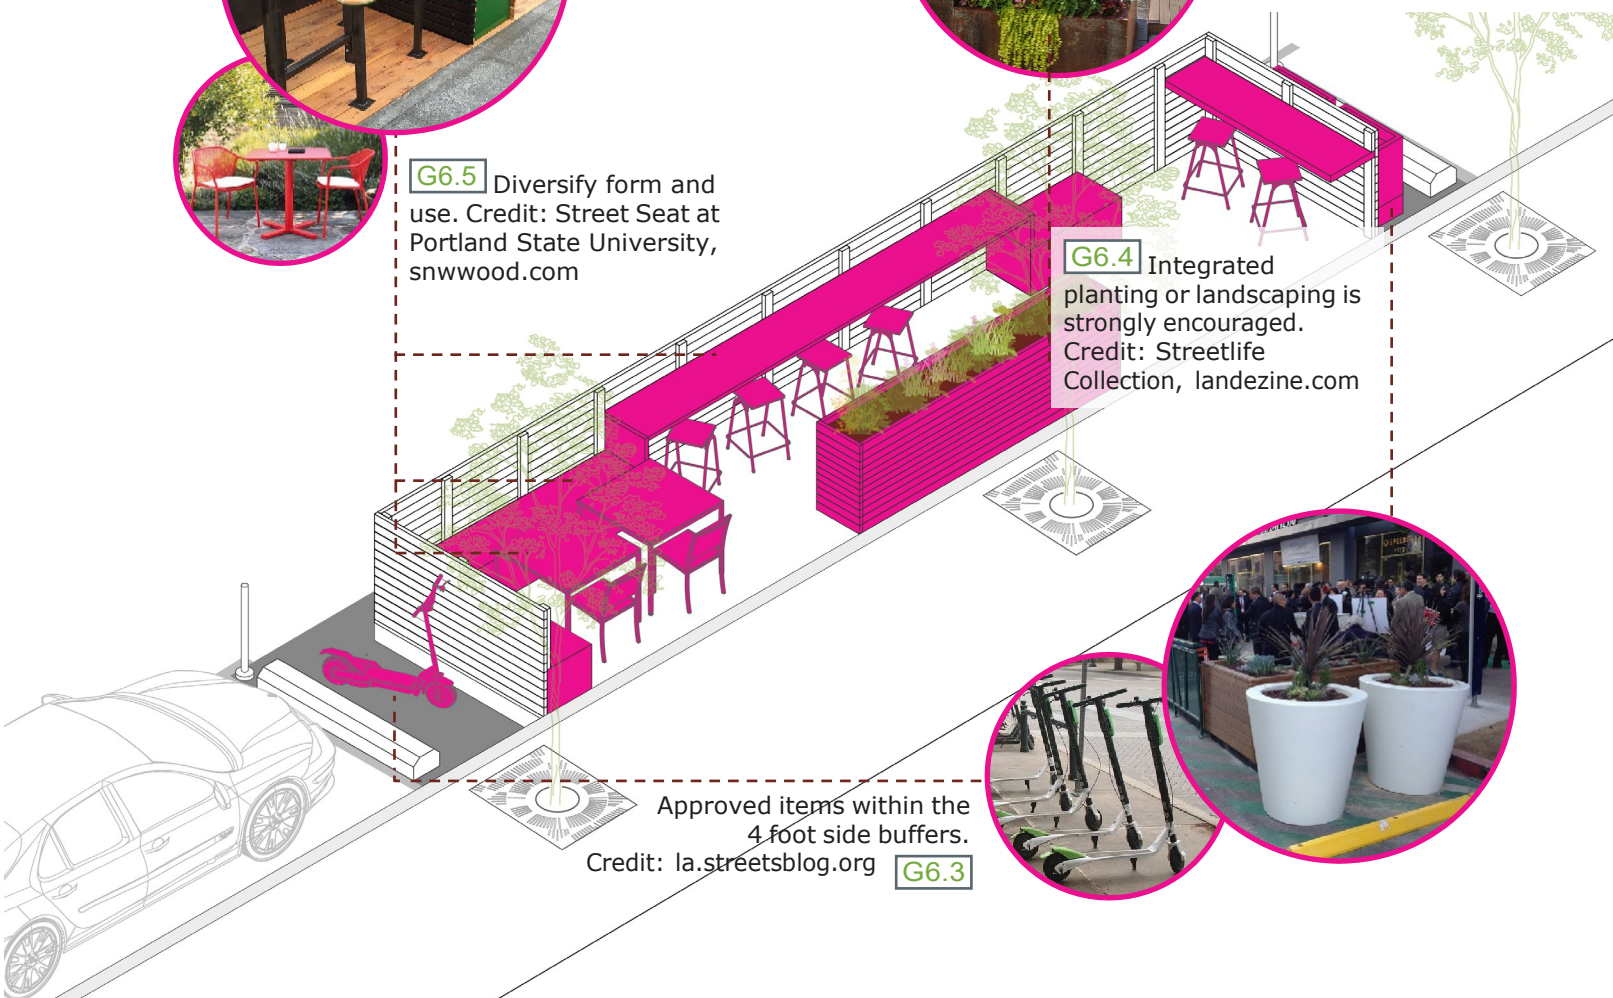 G6.5 Diversify form and
use. Credit: Street Seat at
Portland State University,
snwwood.com
G6.4 Integrated
planting or landscaping is
strongly encouraged.
Credit: Streetlife
Collection, landezine.com
Approved items within the
4 foot side buffers.
Credit: la.streetsblog.org G6.3